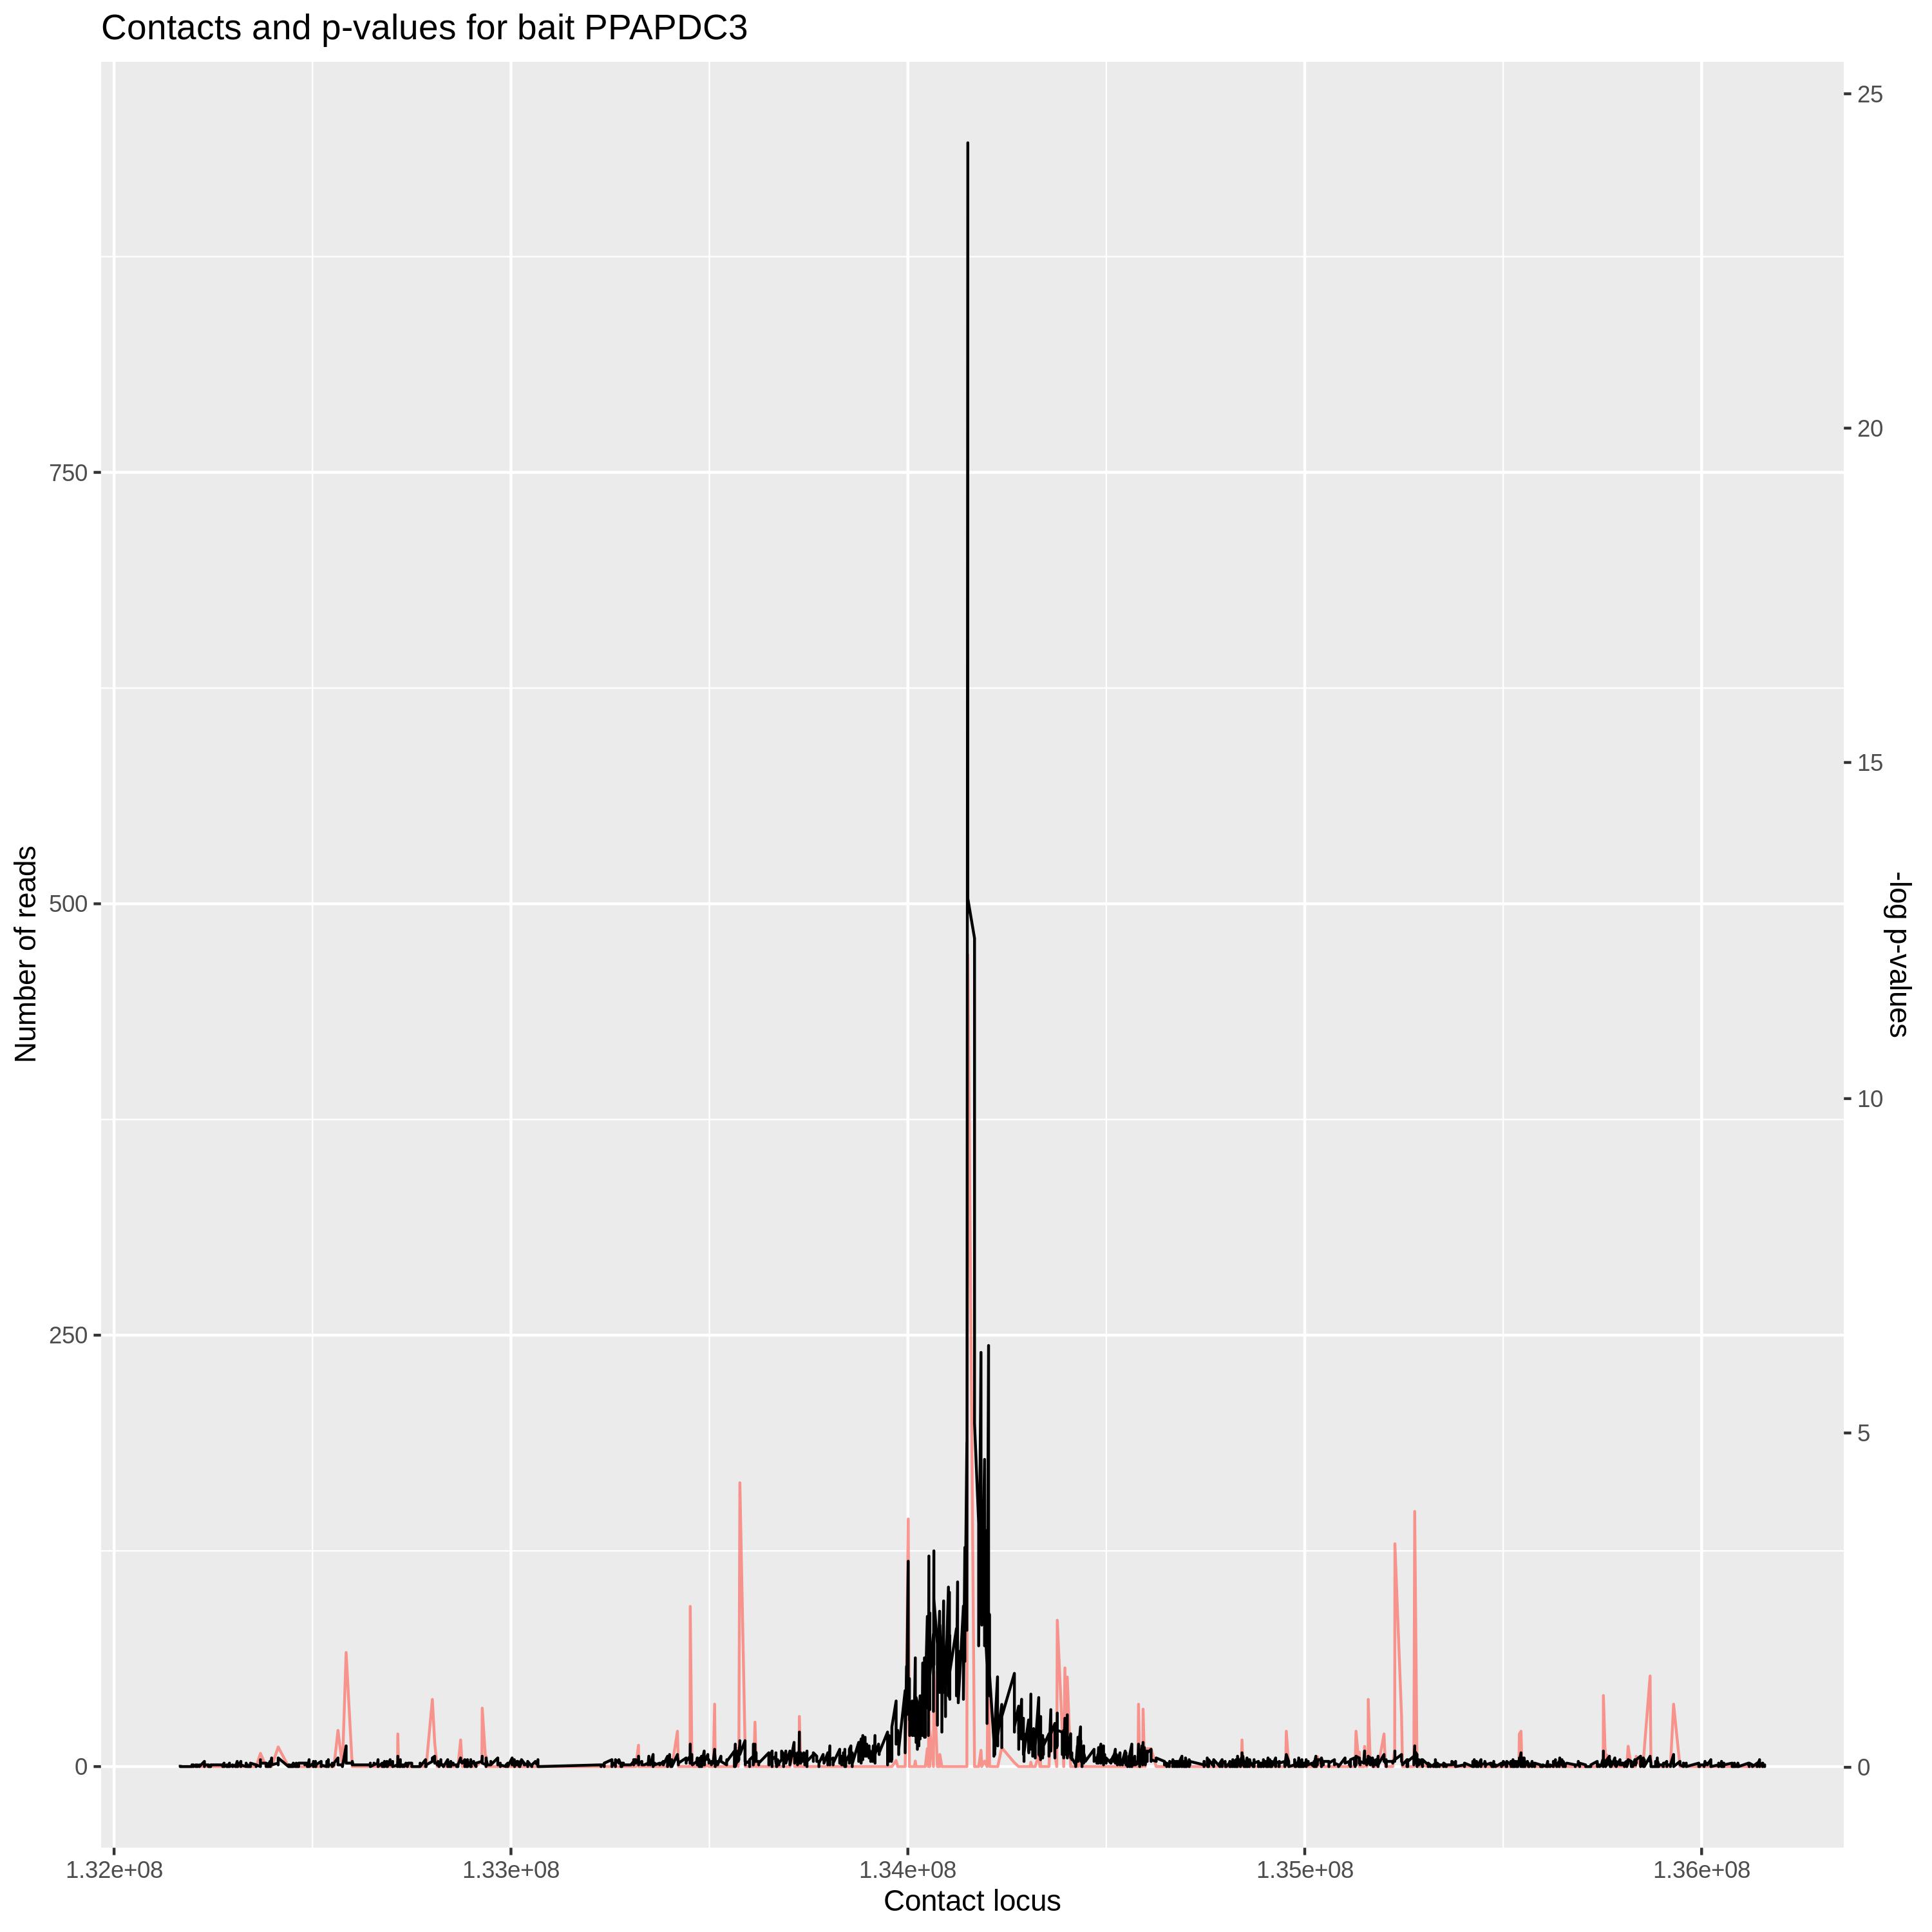 Contacts and p-values for bait PPAPDC3
25
20
15
10
5
0
750
500
250
0
Number of reads
-log p-values
1.32e+08
1.33e+08
1.34e+08
1.35e+08
1.36e+08
Contact locus